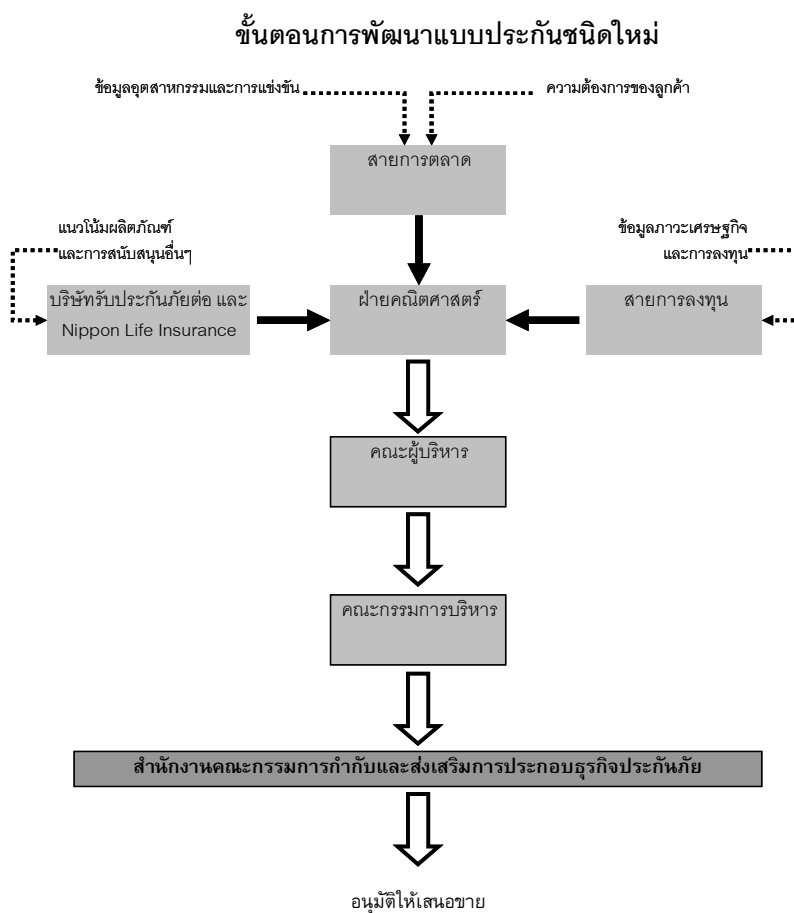 ขั้นตอนการพัฒนาแบบประกันชนิดใหม่
ข้อมูลอุตสาหกรรมและการแข่งขัน
ความต้องการของลูกค้า
สายการตลาด
แนวโน้มผลิตภัณฑ์
และการสนับสนุนอื่นๆ
ข้อมูลภาวะเศรษฐกิจ
และการลงทุน
บริษัทรับประกันภัยต่อ และ
Nippon Life Insurance
ฝ่ายคณิตศาสตร์
สายการลงทุน
คณะผู้บริหาร
คณะกรรมการบริหาร
สำนักงานคณะกรรมการกำกับและส่งเสริมการประกอบธุรกิจประกันภัย
อนุมัติให้เสนอขาย